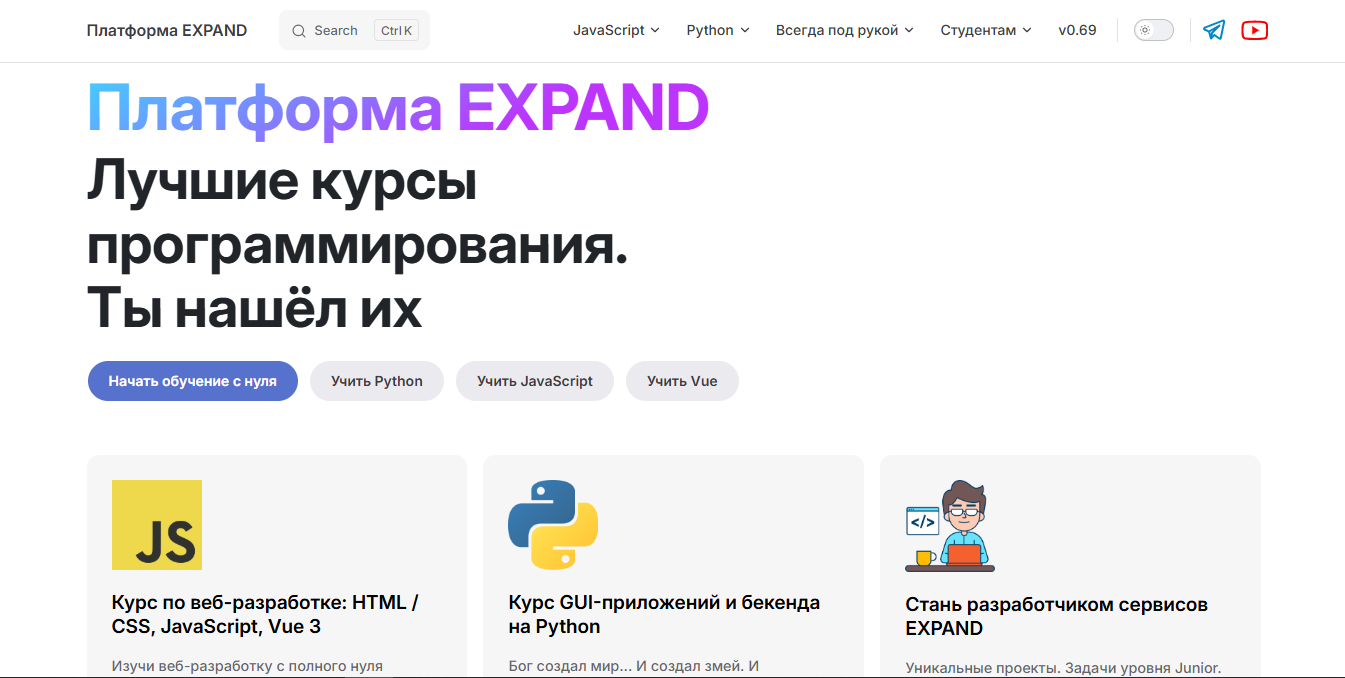 Платформа EXPAND Search Ctrl K JavaScript Python Всегда под рукой Студентам v0.69
Платформа EXPAND
Лучшие курсы
программирования.
Ты нашёл их
Начать обучение с нуля Учить Python Учить JavaScript Учить Vue
JS
</>
Курс по веб-разработке: HTML /
CSS, JavaScript, Vue 3
Изучи веб-разработку с полного нуля
Курс GUI-приложений и бекенда
на Python
Бог создал мир... И создал змей. И
Стань разработчиком сервисов
EXPAND
Уникальные проекты. Задачи уровня Junior.